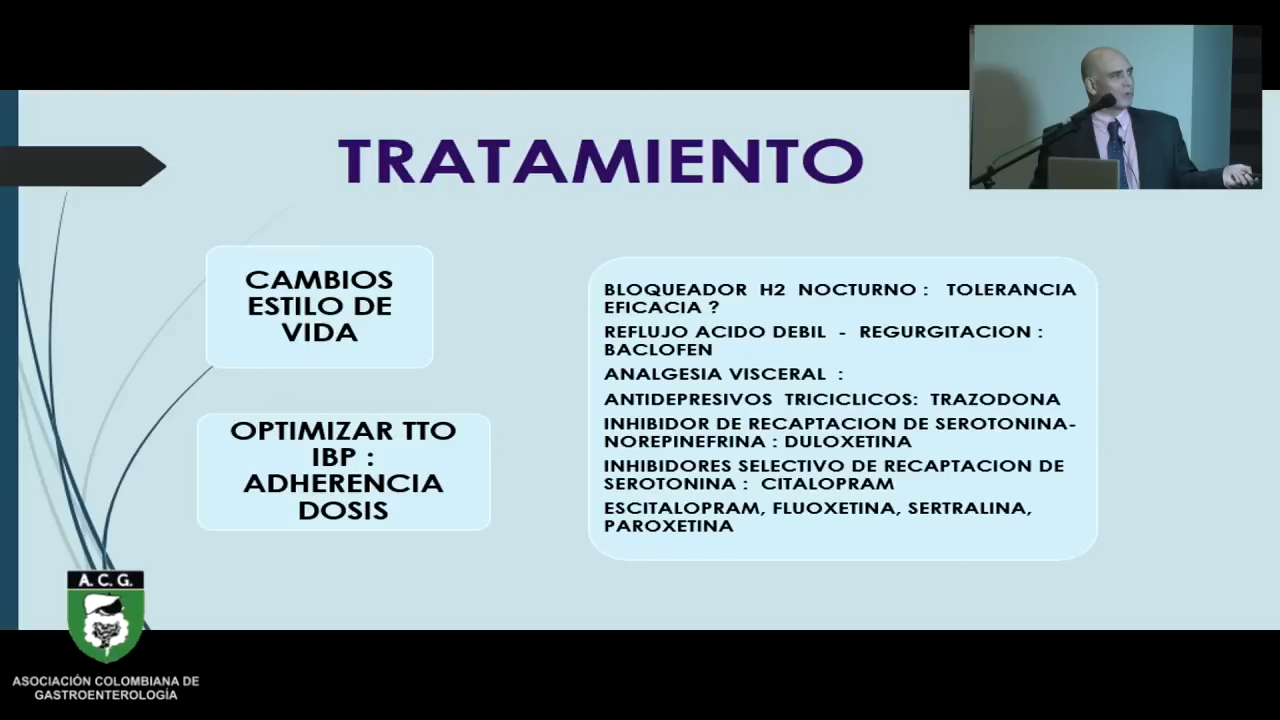 TRATAMIENTO
CAMBIOS
ESTILO DE
VIDA
OPTIMIZAR TTO
IBP :
ADHERENCIA
DOSIS
BLOQUEADOR H2 NOCTURNO : TOLERANCIA
EFICACIA ?
REFLUJO ACIDO DEBIL - REGURGITACION :
BACLOFEN
ANALGESIA VISCERAL :
ANTIDEPRESIVOS TRICICLICOS: TRAZODONA
INHIBIDOR DE RECAPTACION DE SEROTONINA-
NOREPINEFRINA : DULOXETINA
INHIBIDORES SELECTIVO DE RECAPTACION DE
SEROTONINA : CITALOPRAM
ESCITALOPRAM, FLUOXETINA, SERTRALINA,
PAROXETINA
A. C. G.
ASOCIACIÓN COLOMBIANA DE
GASTROENTEROLOGÍA